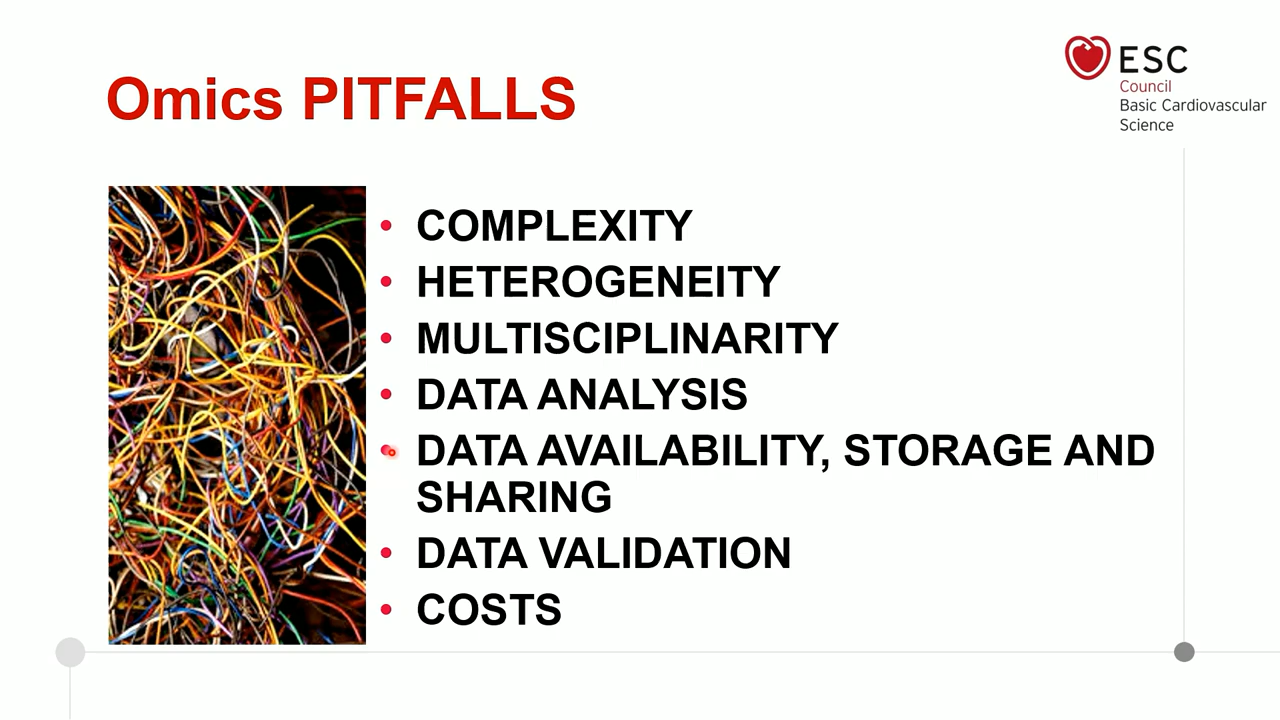 Omics PITFALLS
ESC
Council
Basic Cardiovascular
Science
• COMPLEXITY
• HETEROGENEITY
• MULTISCIPLINARITY
• DATA ANALYSIS
• DATA AVAILABILITY, STORAGE AND
SHARING
• DATA VALIDATION
• COSTS